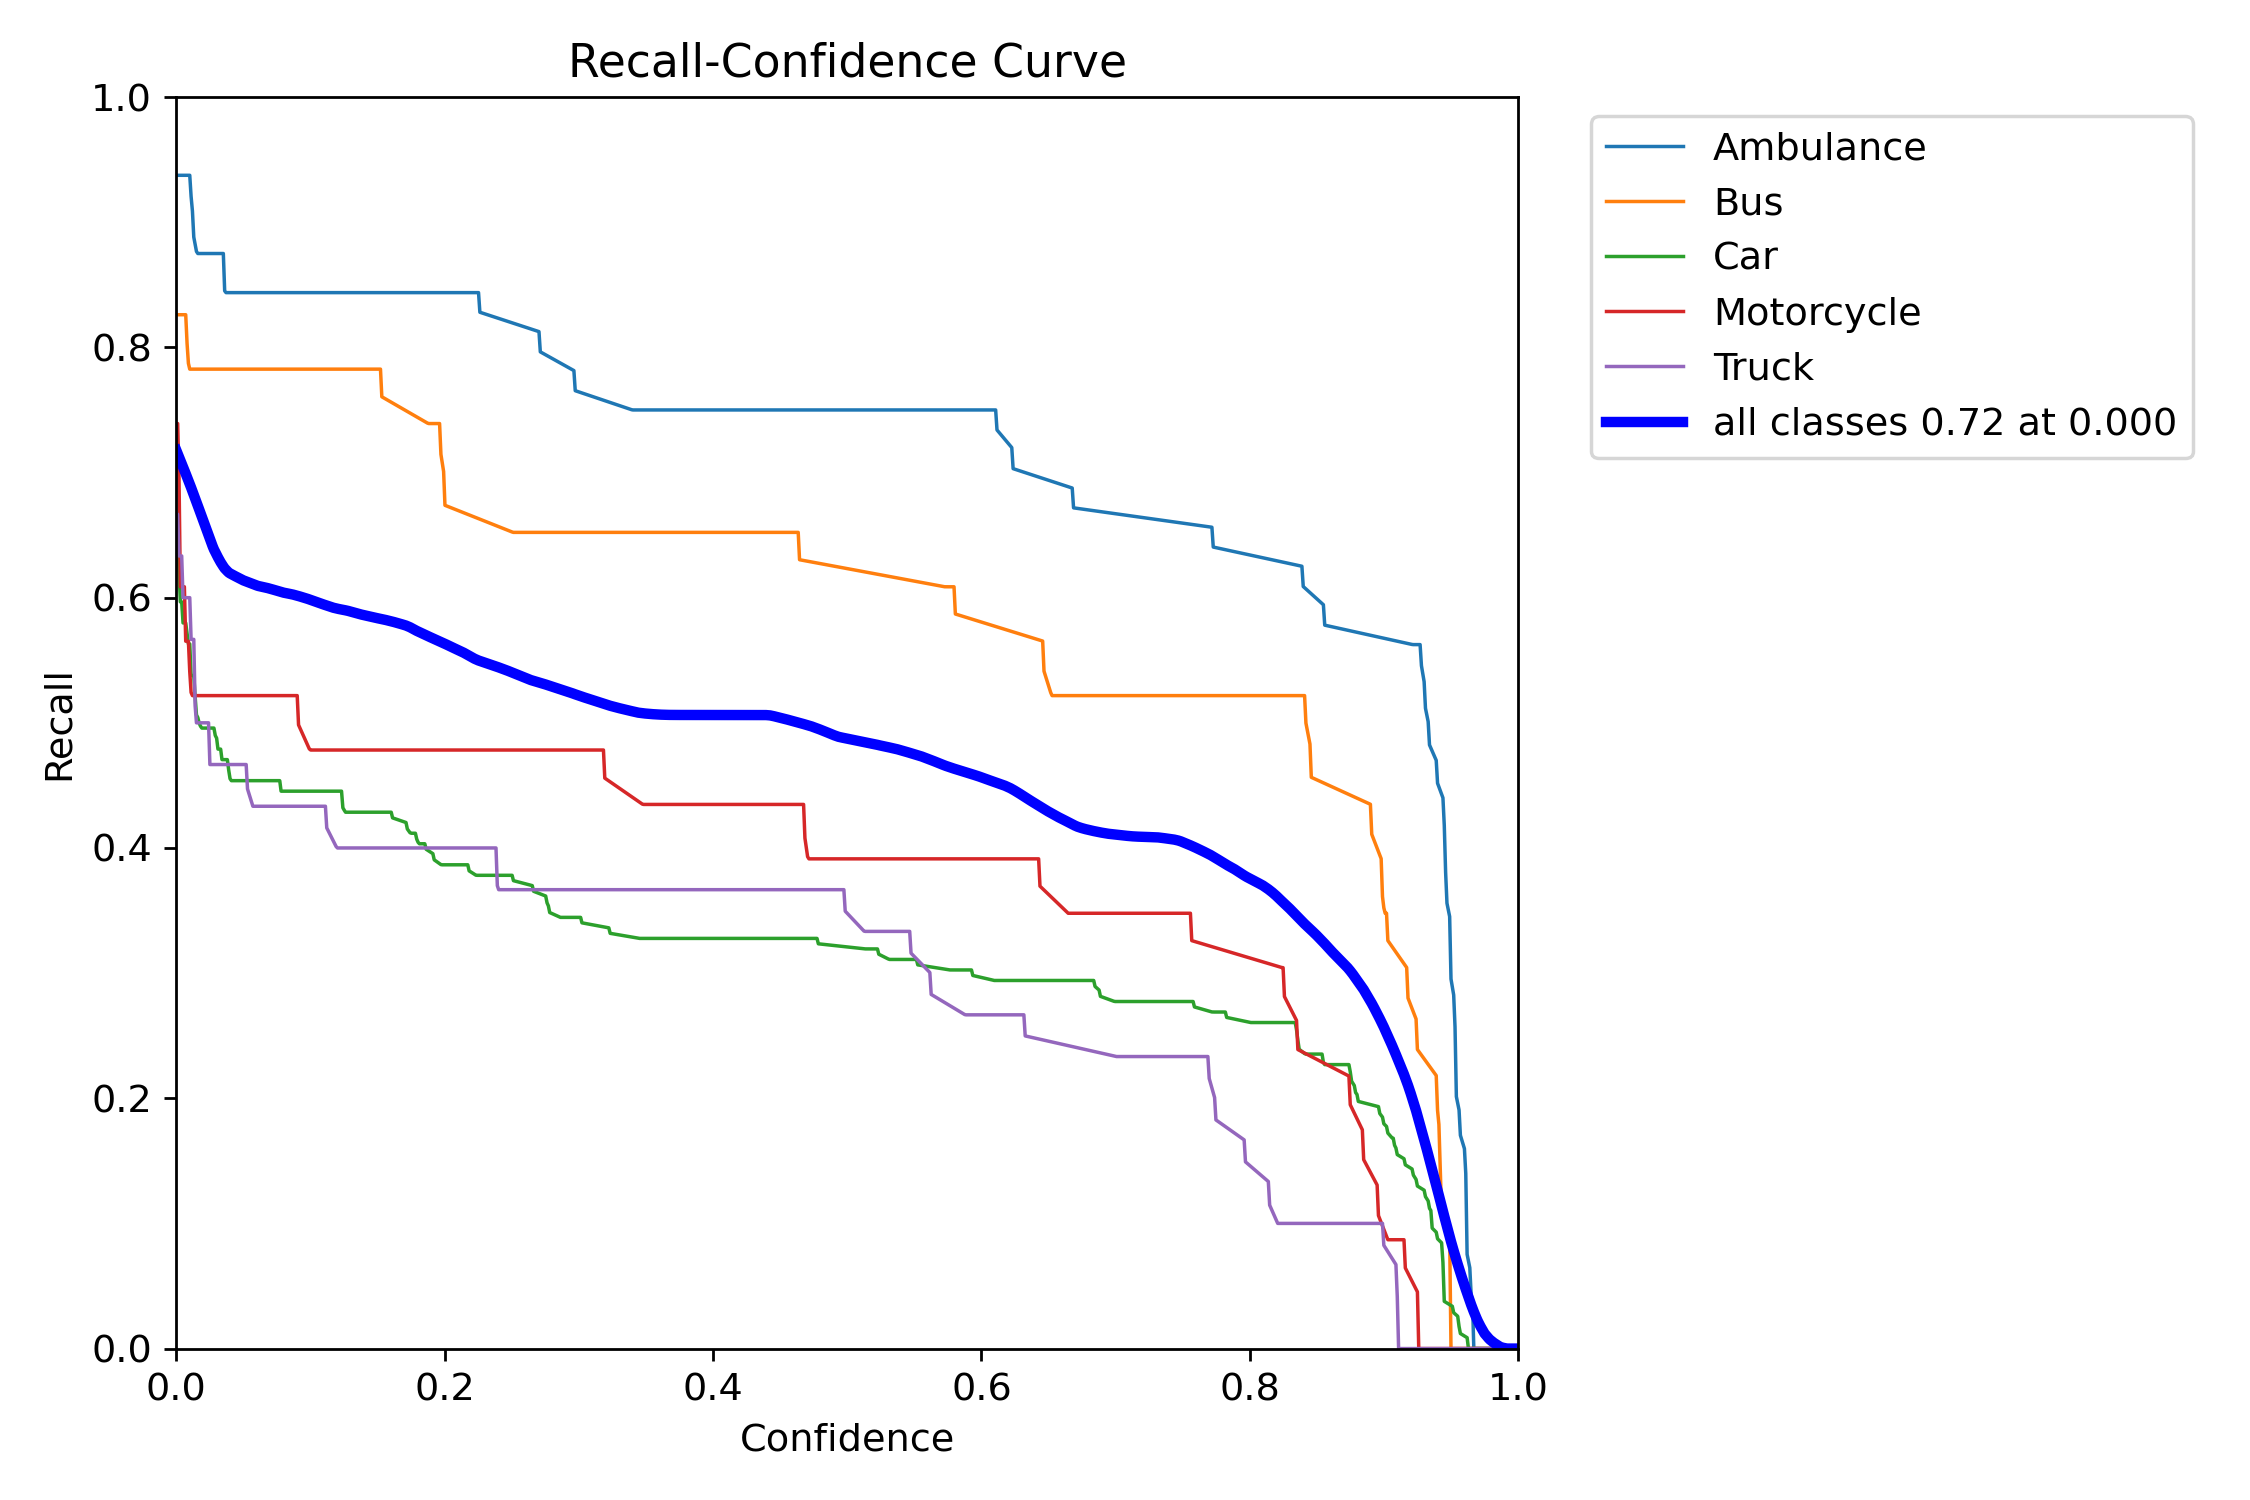 Recall-Confidence Curve
1.0
0.8
0.6
0.4
0.2
0.0
Recall
0.0 0.2 0.4 0.6 0.8 1.0
Confidence
Ambulance
Bus
Car
Motorcycle
Truck
all classes 0.72 at 0.000